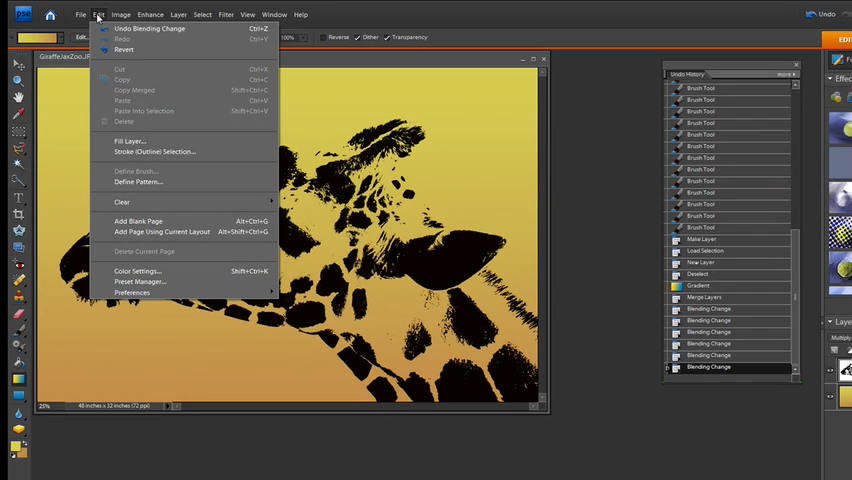 pse File Edit Image Enhance Layer Select Filter View Window Help Undo
Edit... Reverse Dither Transparency
GiraffeJaxZoo.JP
Undo Blending Change Ctrl+Z
Redo Ctrl+Y
Revert
Cut Ctrl+X
Copy Ctrl+C
Copy Merged Shift+Ctrl+C
Paste Ctrl+V
Paste Into Selection Shift+Ctrl+V
Delete
Fill Layer...
Stroke (Outline) Selection...
Define Brush...
Define Pattern...
Clear
Add Blank Page Alt+Ctrl+G
Add Page Using Current Layout Alt+Shift+Ctrl+G
Delete Current Page
Color Settings... Shift+Ctrl+K
Preset Manager...
Preferences
25% 48 inches x 32 inches (72 ppi)
Undo History more
Brush Tool
Brush Tool
Brush Tool
Brush Tool
Brush Tool
Brush Tool
Brush Tool
Brush Tool
Brush Tool
Brush Tool
Brush Tool
Brush Tool
Brush Tool
Make Layer
Load Selection
New Layer
Deselect
Gradient
Merge Layers
Blending Change
Blending Change
Blending Change
Blending Change
Blending Change
Blending Change
EDIT
Fu
Effec
Laye
Multiply